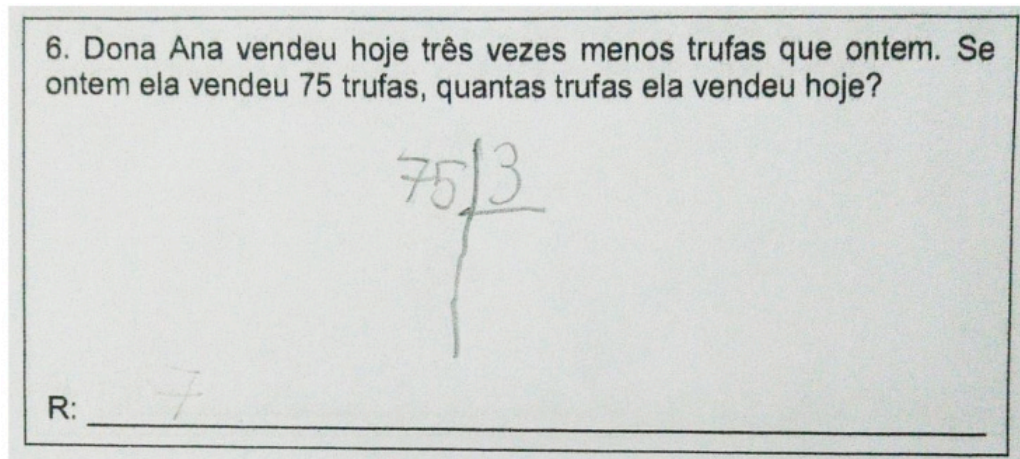 6. Dona Ana vendeu hoje três vezes menos trufas que ontem. Se
ontem ela vendeu 75 trufas, quantas trufas ela vendeu hoje?
75 3
R: 7